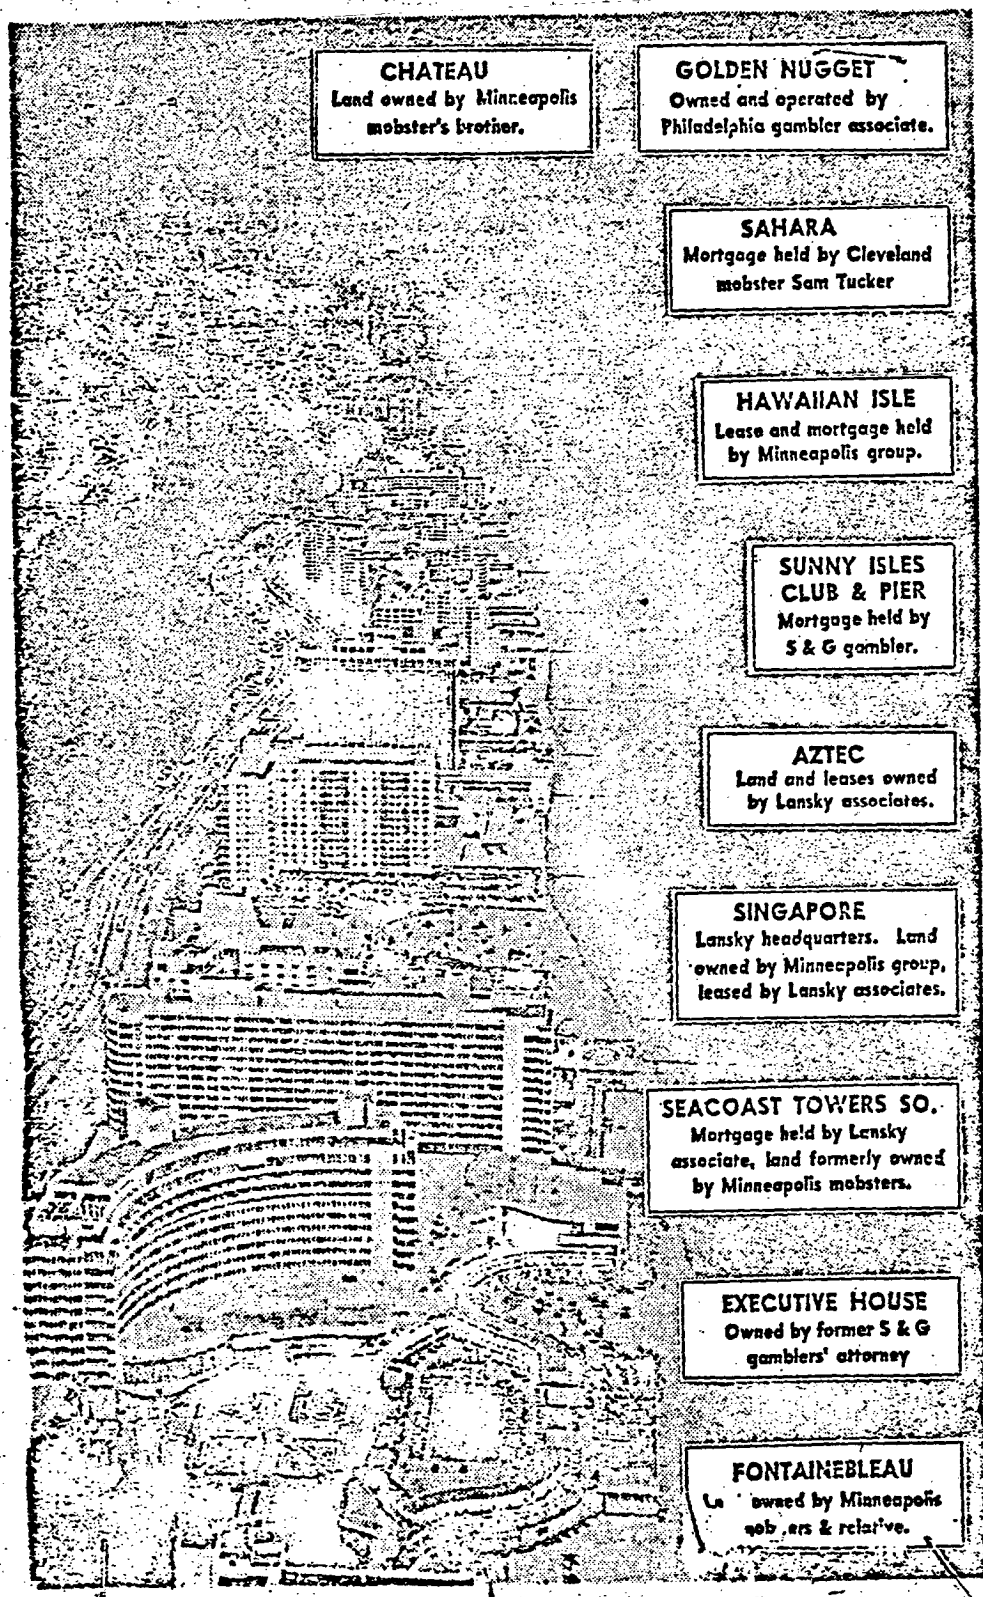 CHATEAU
Land owned by Minneapolis
mobster's brother.
GOLDEN NUGGET
Owned and operated by
Philadelphia gambler associate.
SAHARA
Mortgage held by Cleveland
mobster Sam Tucker
HAWAIIAN ISLE
Lease and mortgage held
by Minneapolis group.
SUNNY ISLES
CLUB & PIER
Mortgage held by
S & G gambler.
AZTEC
Land and leases owned
by Lansky associates.
SINGAPORE
Lansky headquarters. Land
owned by Minneapolis group,
leased by Lansky associates.
SEACOAST TOWERS SO.
Mortgage held by Lansky
associate, land formerly owned
by Minneapolis mobsters.
EXECUTIVE HOUSE
Owned by former S & G
gamblers' attorney
FONTAINEBLEAU
owned by Minneapolis
& relative.